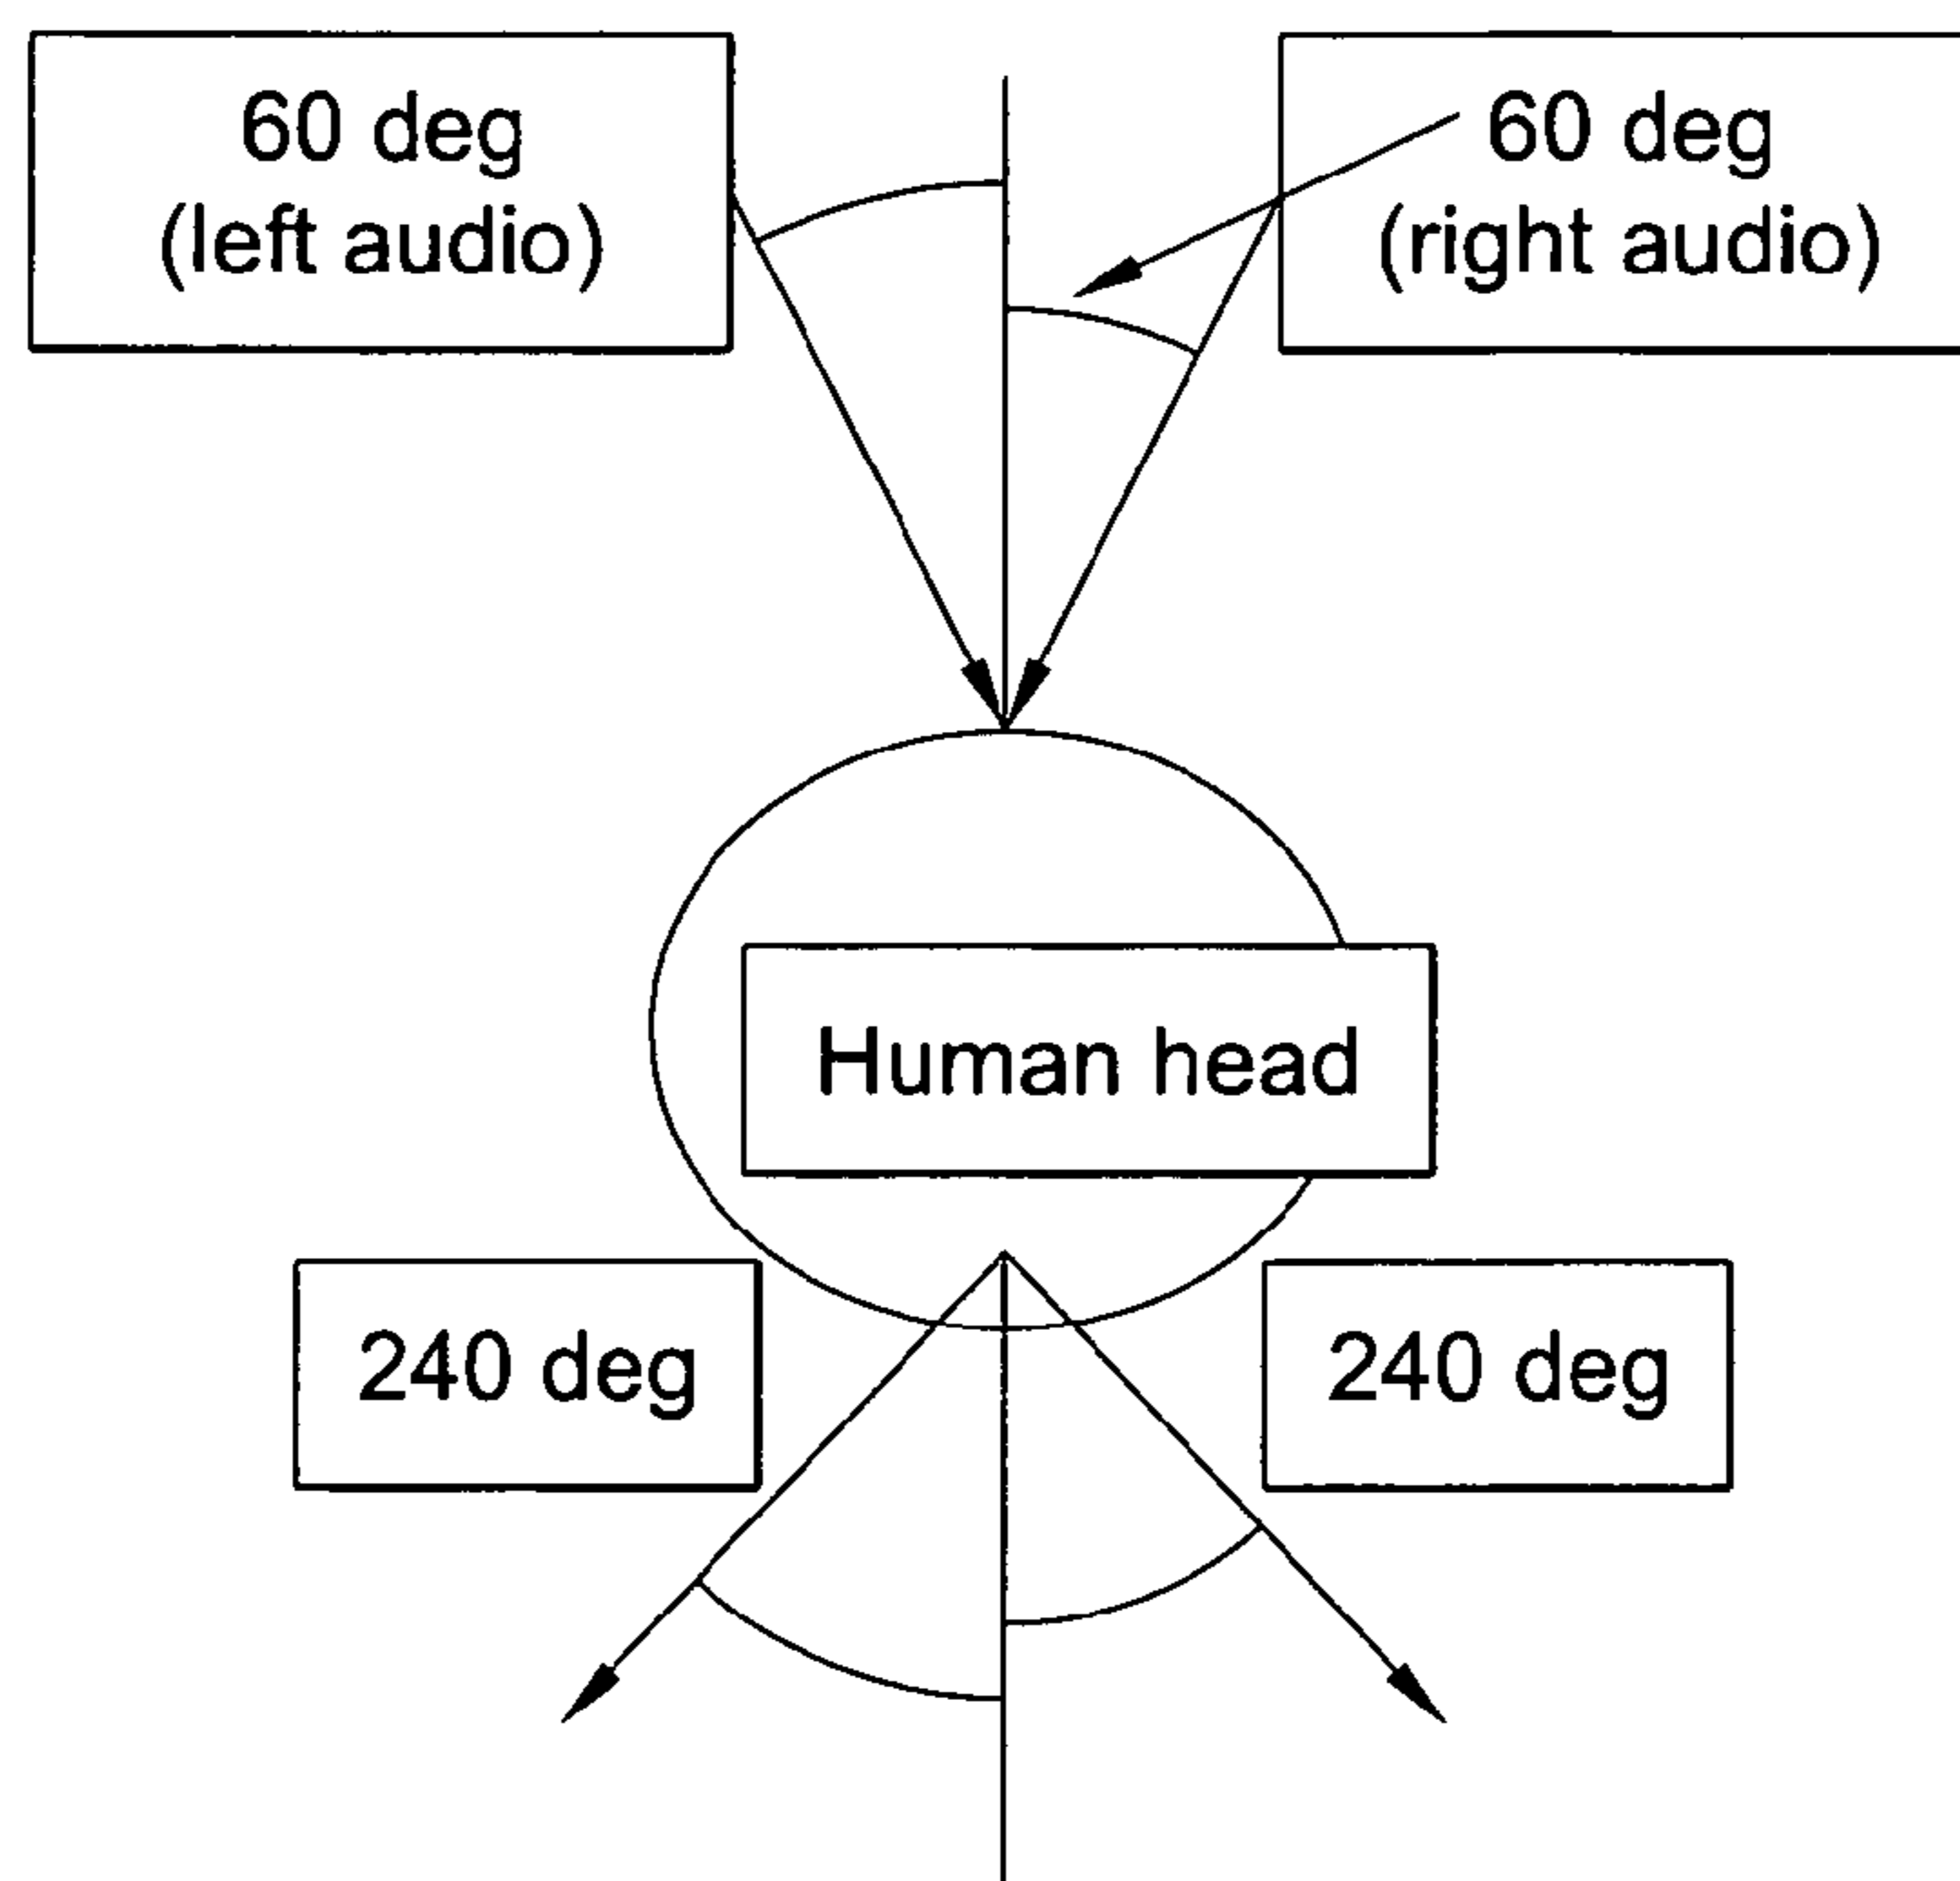 60 deg
(left audio)
60 deg
(right audio)
Human head
240 deg
240 deg